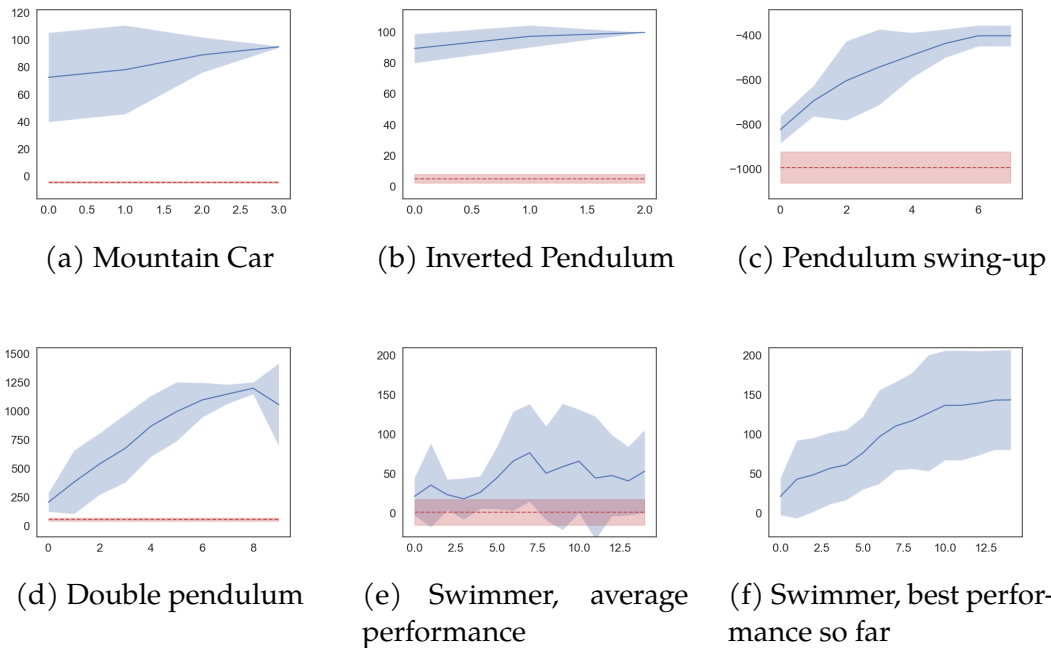 120
100
80
60
40
20
0
0.0 0.5 1.0 1.5 2.0 2.5 3.0
(a) Mountain Car
100
80
60
40
20
0
0.0 0.5 1.0 1.5 2.0
(b) Inverted Pendulum
−400
−600
−800
−1000
0 2 4 6
(c) Pendulum swing-up
1500
1250
1000
750
500
250
0
0 2 4 6 8
(d) Double pendulum
200
150
100
50
0
0.0 2.5 5.0 7.5 10.0 12.5
(e) Swimmer, average
performance
200
150
100
50
0
0.0 2.5 5.0 7.5 10.0 12.5
(f) Swimmer, best perfor-
mance so far